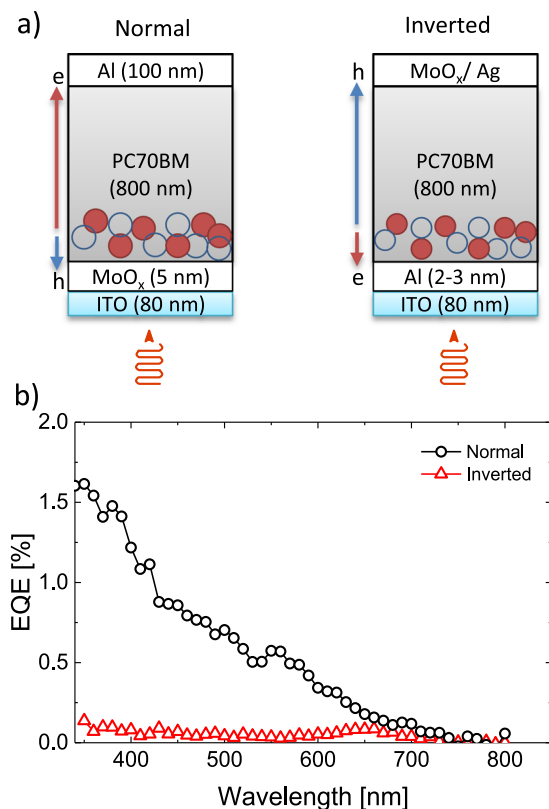 a)
Normal
Inverted
e
Al (100 nm)
h
MoOₓ/ Ag
PC70BM
(800 nm)
PC70BM
(800 nm)
h
MoOₓ (5 nm)
e
Al (2-3 nm)
ITO (80 nm)
ITO (80 nm)
b)
2.0
Normal
Inverted
1.5
1.0
0.5
0.0
EQE [%]
400
500
600
700
800
Wavelength [nm]